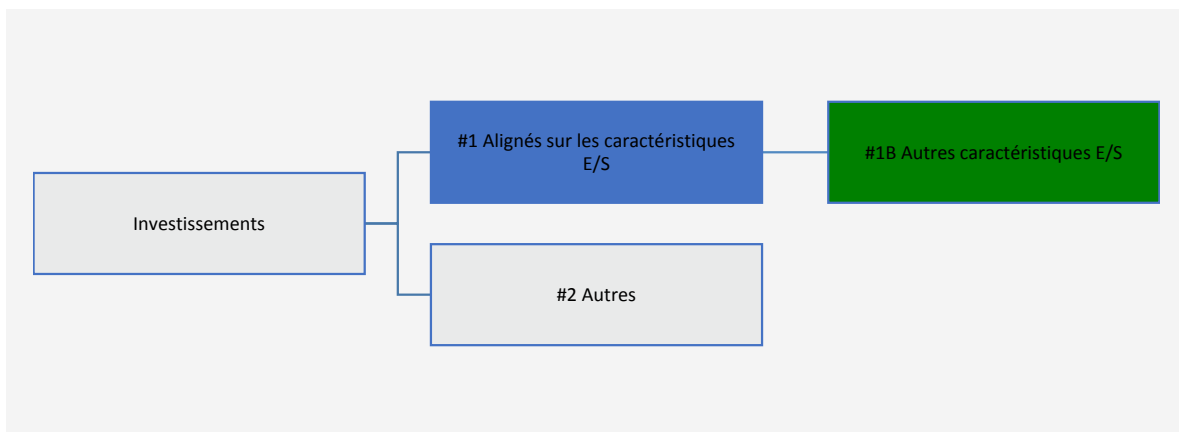 #1 Alignés sur les caractéristiques
E/S
#1B Autres caractéristiques E/S
Investissements
#2 Autres